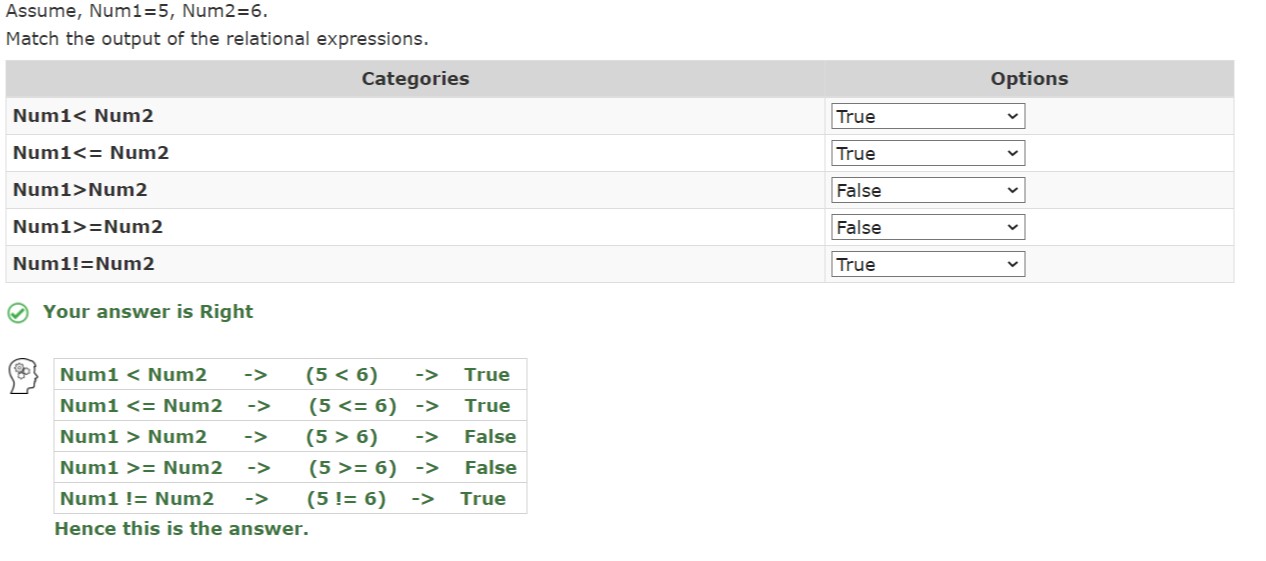 Assume, Num1=5, Num2=6.
Match the output of the relational expressions.
Categories Options
Num1< Num2 True
Num1<= Num2 True
Num1>Num2 False
Num1>=Num2 False
Num1!=Num2 True
Your answer is Right
Num1 < Num2 -> (5 < 6) -> True
Num1 <= Num2 -> (5 <= 6) -> True
Num1 > Num2 -> (5 > 6) -> False
Num1 >= Num2 -> (5 >= 6) -> False
Num1 != Num2 -> (5 != 6) -> True
Hence this is the answer.